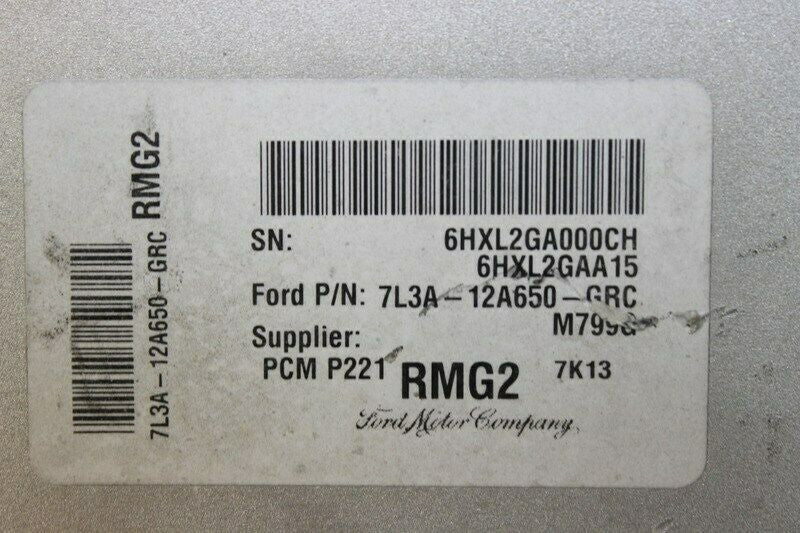 7L3A-12A650-GRC RMG2
SN: 6HXL2GA000CH
6HXL2GAA15
Ford P/N: 7L3A-12A650-GRC
Supplier: M799G
PCM P221 RMG2 7K13
Ford Motor Company